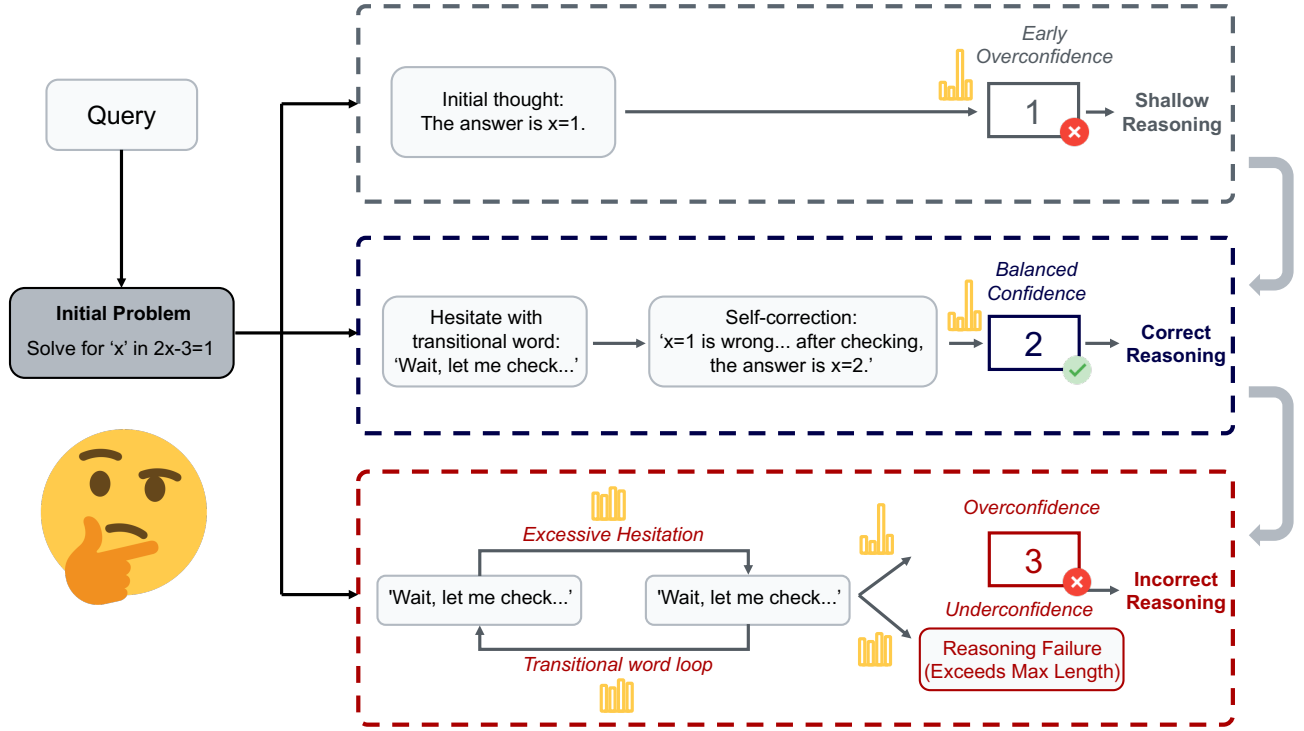 Query
Initial Problem
Solve for ‘x’ in 2x-3=1
Initial thought:
The answer is x=1.
Early
Overconfidence
1
Shallow
Reasoning
Hesitate with
transitional word:
‘Wait, let me check...’
Self-correction:
‘x=1 is wrong... after checking,
the answer is x=2.’
Balanced
Confidence
2
Correct
Reasoning
Excessive Hesitation
'Wait, let me check...’
'Wait, let me check...’
Transitional word loop
Overconfidence
3
Underconfidence
Reasoning Failure
(Exceeds Max Length)
Incorrect
Reasoning